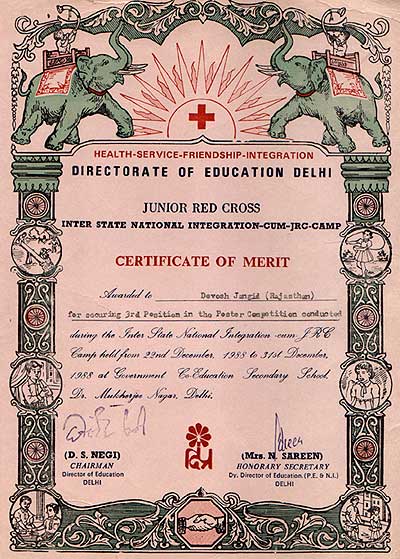 HEALTH-SERVICE-FRIENDSHIP-INTEGRATION
DIRECTORATE OF EDUCATION DELHI
JUNIOR RED CROSS
INTER STATE NATIONAL INTEGRATION-CUM-JRC-CAMP
CERTIFICATE OF MERIT
Awarded to Devesh Jangid (Rajasthan)
for securing 3rd Position in the Poster Competition conducted
during the Inter State National Integration-cum-J.R.C
Camp held from 22nd December, 1988 to 31st December,
1988 at Government Co-Education Secondary School,
Dr. Mukherjee Nagar, Delhi.
(D. S. NEGI)
CHAIRMAN
Director of Education
DELHI
(Mrs. N. SAREEN)
HONORARY SECRETARY
Dy. Director of Education. (P.E. & N.I.)
DELHI